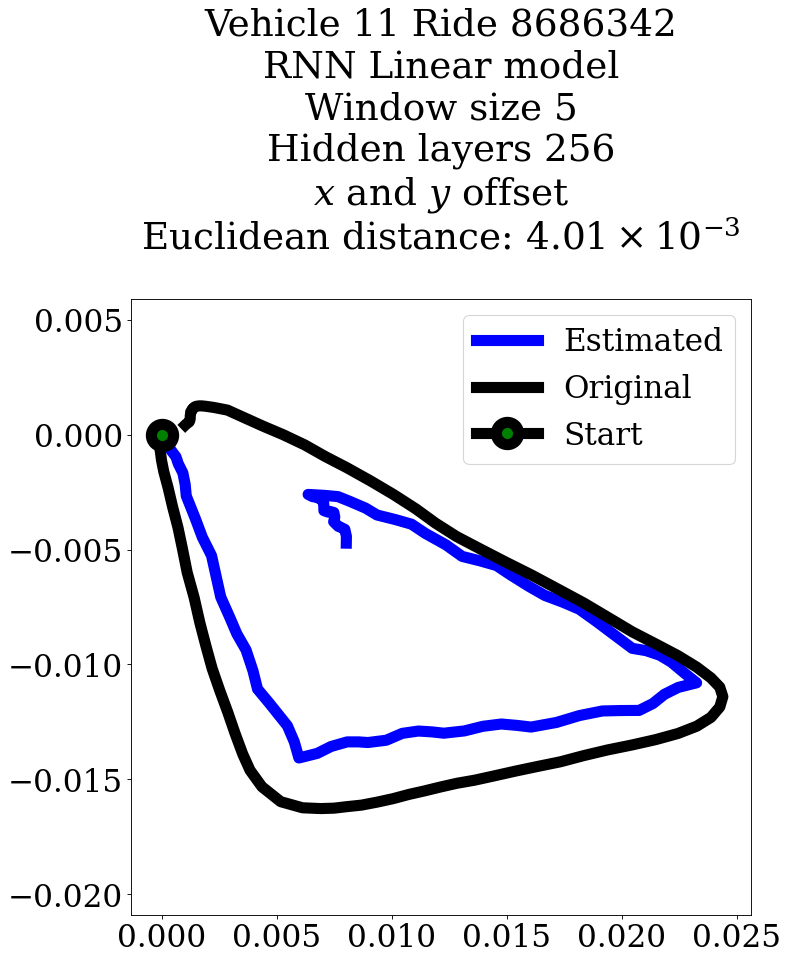 Vehicle 11 Ride 8686342
RNN Linear model
Window size 5
Hidden layers 256
x and y offset
Euclidean distance: 4.01 × 10⁻³
Estimated
Original
Start
0.005
0.000
−0.005
−0.010
−0.015
−0.020
0.000 0.005 0.010 0.015 0.020 0.025